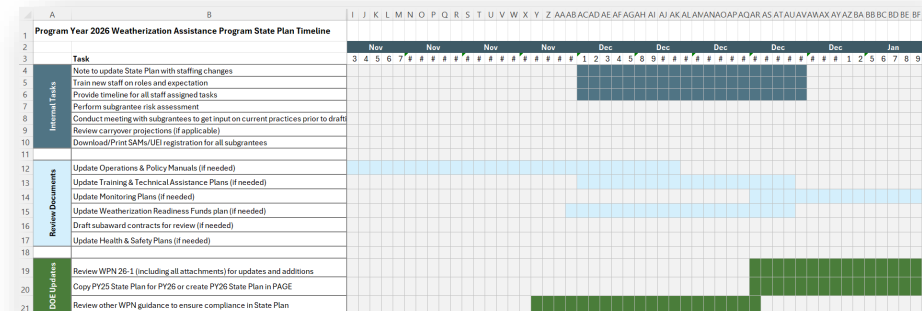 A B I J K L M N O P Q R S T U V W X Y Z AA AB AC AD AE AF AG AH AI AJ AK AL AM AN AO AP AQ AR AS AT AU AV AW AX AY AZ BA BB BC BD BE BF
1 Program Year 2026 Weatherization Assistance Program State Plan Timeline
2 Nov Nov Nov Nov Dec Dec Dec Dec Dec Jan
3 Task 3 4 5 6 7 # # # # # # # # # # # # # # # 1 2 3 4 5 # # # # # # # # # # # # # # # # # # 1 2 5 6 7 8 9
Internal Tasks
4 Note to update State Plan with staffing changes
5 Train new staff on roles and expectation
6 Provide timeline for all staff assigned tasks
7 Perform subgrantee risk assessment
8 Conduct meeting with subgrantees to get input on current practices prior to drafti
9 Review carryover projections (if applicable)
10 Download/Print SAMs/UEI registration for all subgrantees
11
Review Documents
12 Update Operations & Policy Manuals (if needed)
13 Update Training & Technical Assistance Plans (if needed)
14 Update Monitoring Plans (if needed)
15 Update Weatherization Readiness Funds plan (if needed)
16 Draft subaward contracts for review (if needed)
17 Update Health & Safety Plans (if needed)
18
DOE Updates
19 Review WPN 26-1 (including all attachments) for updates and additions
20 Copy PY25 State Plan for PY26 or create PY26 State Plan in PAGE
21 Review other WPN guidance to ensure compliance in State Plan